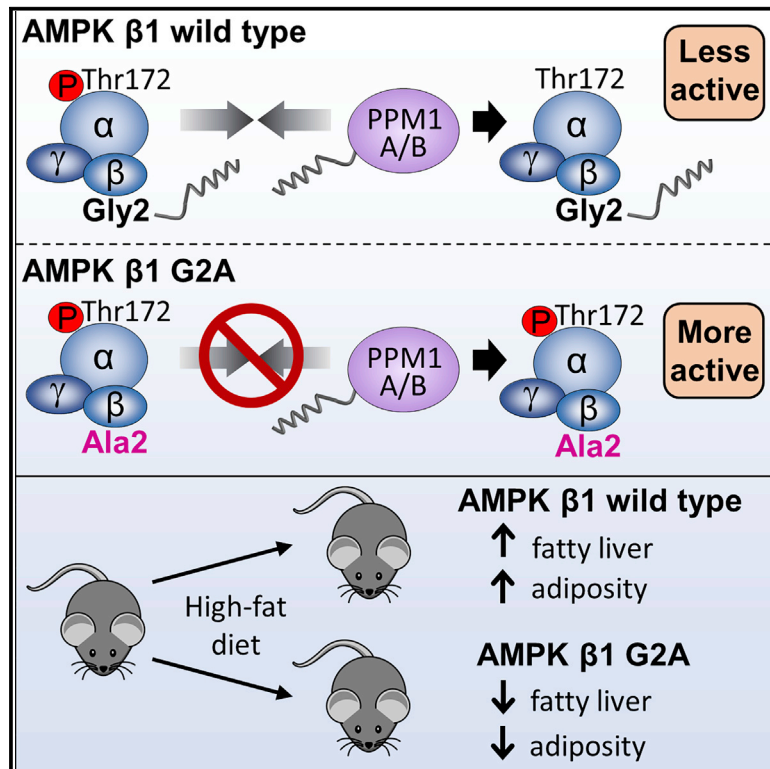 AMPK β1 wild type
Less
active
P Thr172
α
γ
β
Gly2
PPM1
A/B
Thr172
α
γ
β
Gly2
AMPK β1 G2A
More
active
P Thr172
α
γ
β
Ala2
PPM1
A/B
P Thr172
α
γ
β
Ala2
High-fat
diet
AMPK β1 wild type
↑ fatty liver
↑ adiposity
AMPK β1 G2A
↓ fatty liver
↓ adiposity